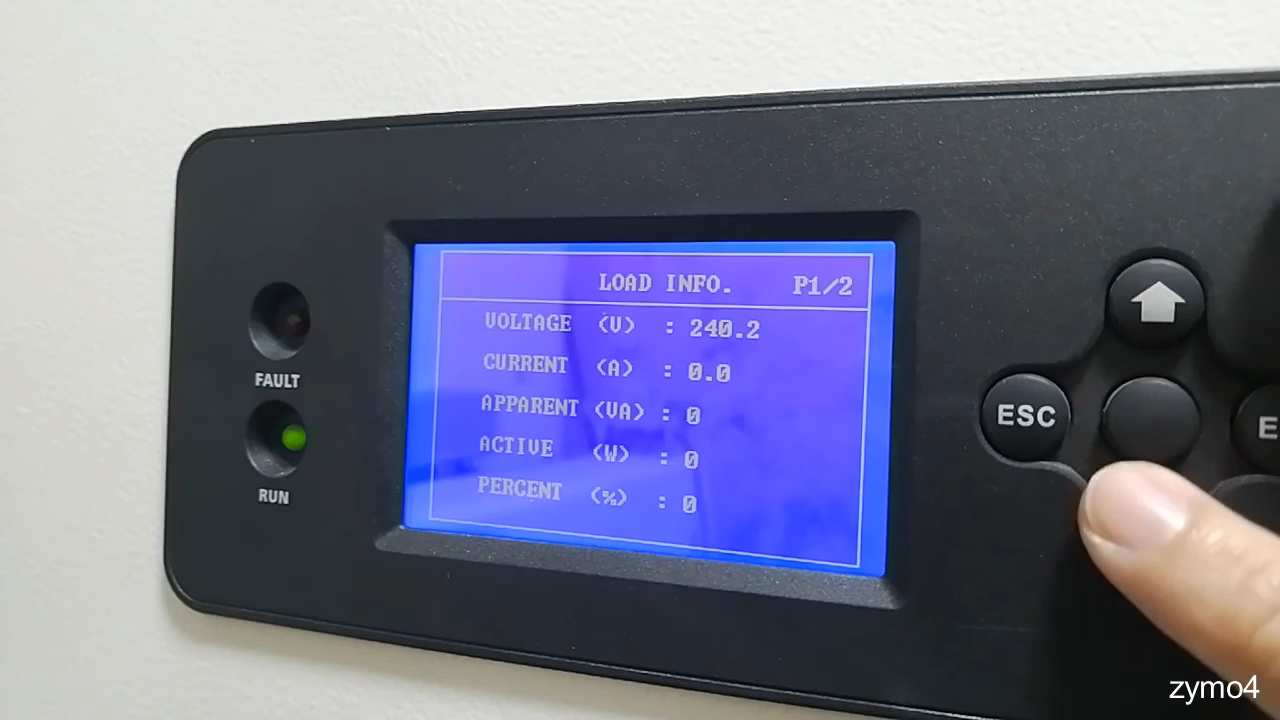 LOAD INFO. P1/2
VOLTAGE (V) : 240.2
CURRENT (A) : 0.0
APPARENT (VA) : 0
ACTIVE (W) : 0
PERCENT (%) : 0
FAULT
RUN
ESC
zymo4